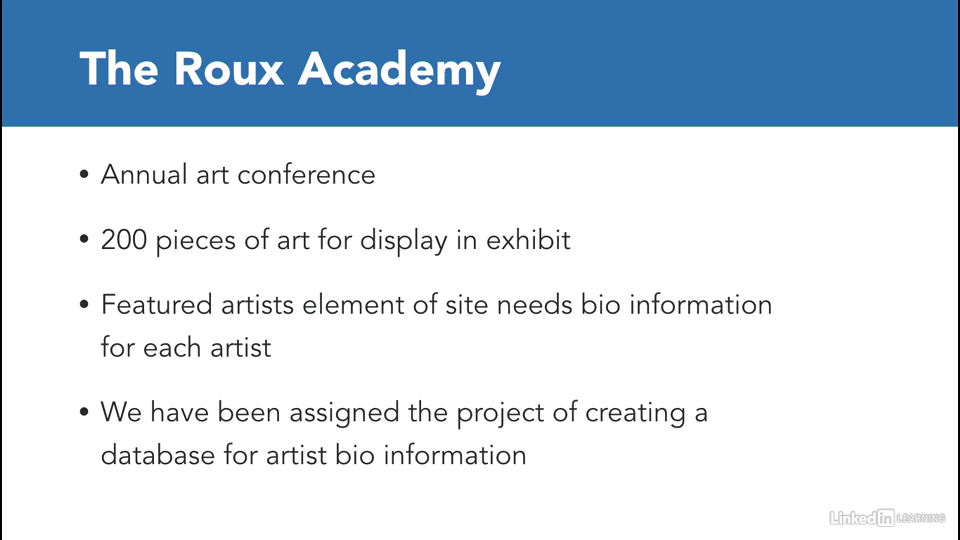 The Roux Academy
• Annual art conference
• 200 pieces of art for display in exhibit
• Featured artists element of site needs bio information
for each artist
• We have been assigned the project of creating a
database for artist bio information
Linked in LEARNING